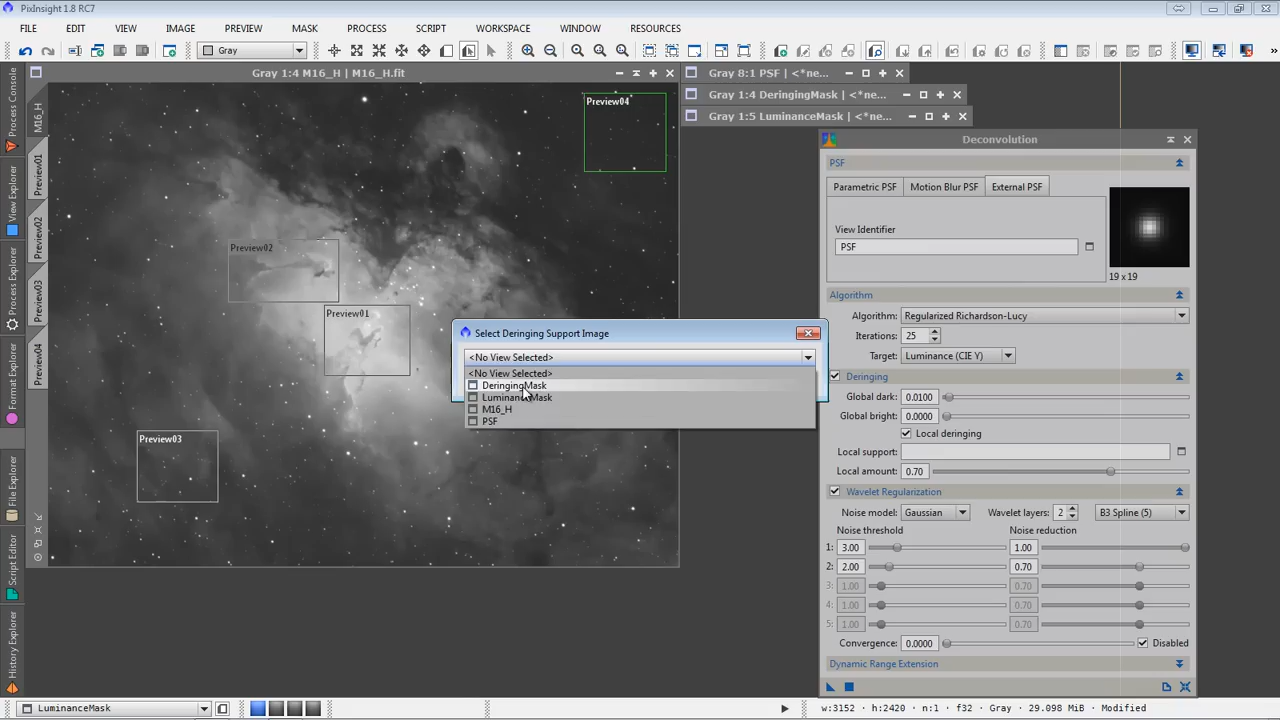 PixInsight 1.8 RC7
FILE EDIT VIEW IMAGE PREVIEW MASK PROCESS SCRIPT WORKSPACE WINDOW RESOURCES
Gray
»
Process Console
View Explorer
Process Explorer
Format Explorer
File Explorer
Script Editor
History Explorer
Gray 1:4 M16_H | M16_H.fit
M16_H
Preview01
Preview02
Preview03
Preview04
Preview04
Preview02
Preview01
Preview03
Gray 8:1 PSF | <*ne...
Gray 1:4 DeringingMask | <*ne...
Gray 1:5 LuminanceMask | <*ne...
Select Deringing Support Image
<No View Selected>
<No View Selected>
DeringingMask
LuminanceMask
M16_H
PSF
Deconvolution
PSF
Parametric PSF Motion Blur PSF External PSF
View Identifier
PSF
19 x 19
Algorithm
Algorithm: Regularized Richardson-Lucy
Iterations: 25
Target: Luminance (CIE Y)
Deringing
Global dark: 0.0100
Global bright: 0.0000
Local deringing
Local support:
Local amount: 0.70
Wavelet Regularization
Noise model: Gaussian Wavelet layers: 2 B3 Spline (5)
Noise threshold Noise reduction
1: 3.00 1.00
2: 2.00 0.70
3: 1.00 0.70
4: 1.00 0.70
5: 1.00 0.70
Convergence: 0.0000 Disabled
Dynamic Range Extension
LuminanceMask
w:3152 h:2420 n:1 f32 Gray 29.098 MiB Modified